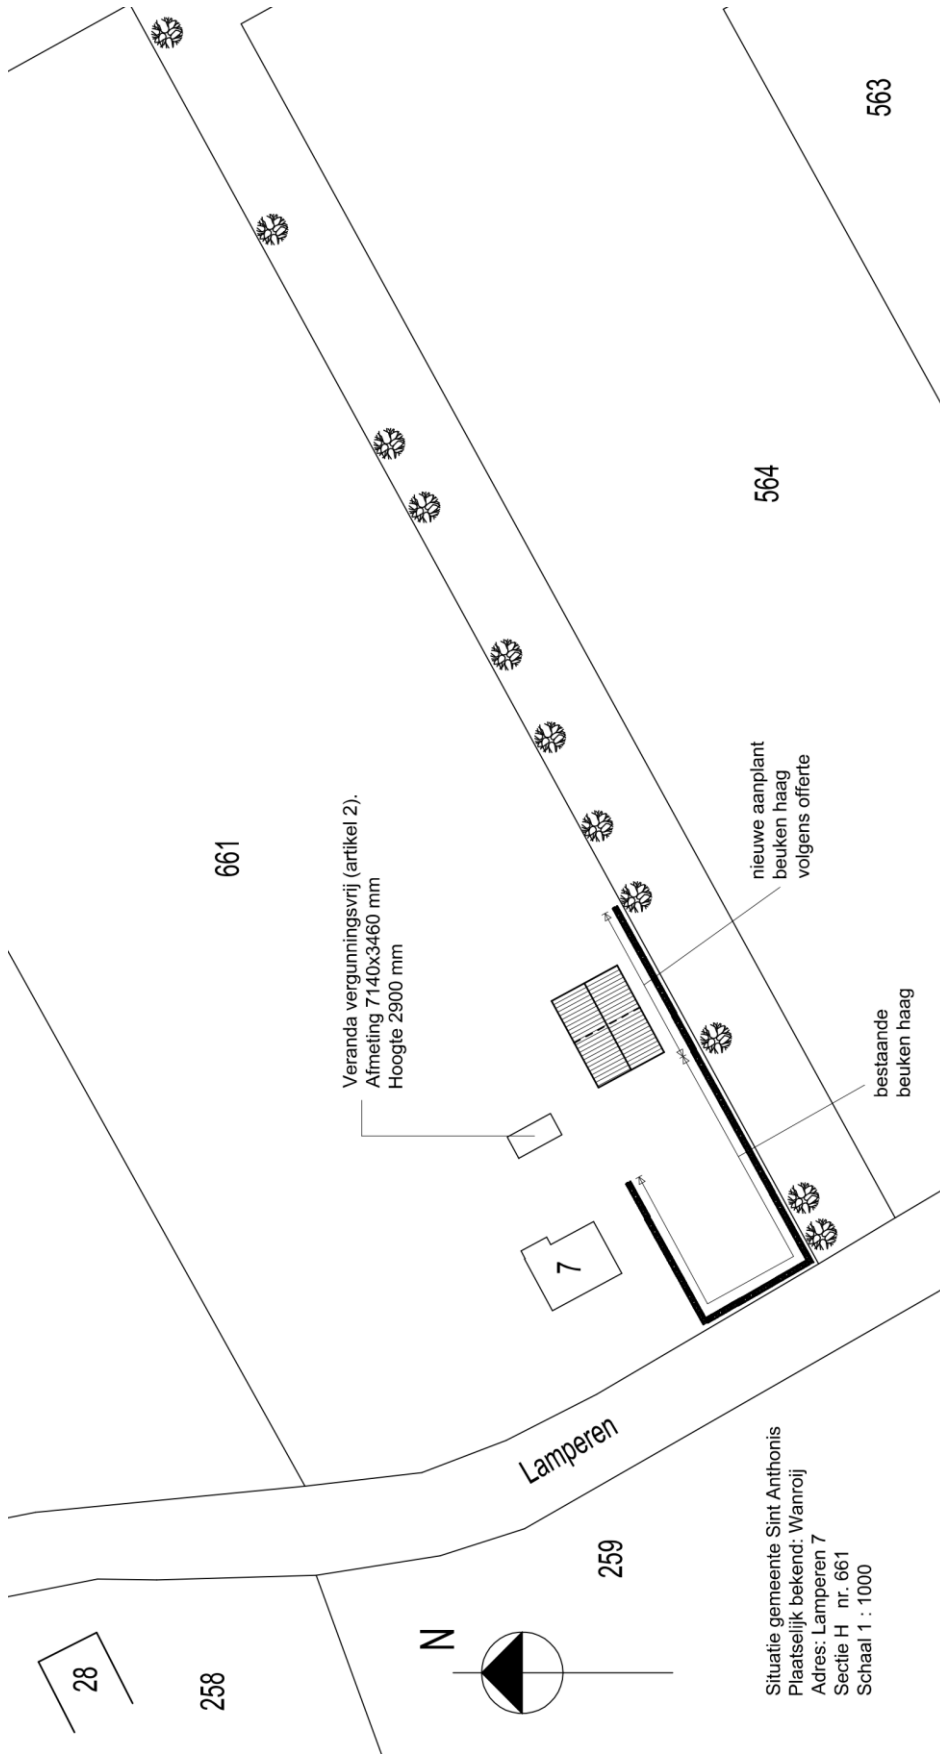 563
564
661
Veranda vergunningsvrij (artikel 2).
Afmeting 7140x3460 mm
Hoogte 2900 mm
nieuwe aanplant
beuken haag
volgens offerte
bestaande
beuken haag
7
Lamperen
259
258
28
N
Situatie gemeente Sint Anthonis
Plaatselijk bekend: Wanroij
Adres: Lamperen 7
Sectie H nr. 661
Schaal 1 : 1000